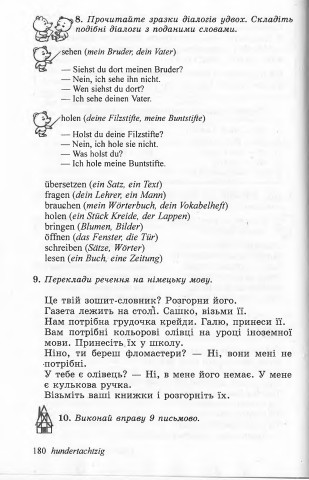 8. Прочитайте зразки діалогів удвох. Складіть
подібні діалоги з поданими словами.
sehen (mein Bruder, dein Vater)
— Siehst du dort meinen Bruder?
— Nein, ich sehe ihn nicht.
— Wen siehst du dort?
— Ich sehe deinen Vater.
holen (deine Filzstifte, meine Buntstifte)
— Holst du deine Filzstifte?
— Nein, ich hole sie nicht.
— Was holst du?
— Ich hole meine Buntstifte.
übersetzen (ein Satz, ein Text)
fragen (dein Lehrer, ein Mann)
brauchen (mein Wörterbuch, dein Vokabelheft)
holen (ein Stück Kreide, der Lappen)
bringen (Blumen, Bilder)
öffnen (das Fenster, die Tür)
schreiben (Sätze, Wörter)
lesen (ein Buch, eine Zeitung)
9. Переклади речення на німецьку мову.
Це твій зошит-словник? Розгорни його.
Газета лежить на столі. Сашко, візьми її.
Нам потрібна грудочка крейди. Галю, принеси її.
Вам потрібні кольорові олівці на уроці іноземної
мови. Принесіть їх у школу.
Ніно, ти береш фломастери? — Ні, вони мені не
потрібні.
У тебе є олівець? — Ні, в мене його немає. У мене
є кулькова ручка.
Візьміть ваші книжки і розгорніть їх.
10. Виконай вправу 9 письмово.
180 hundertachtzig